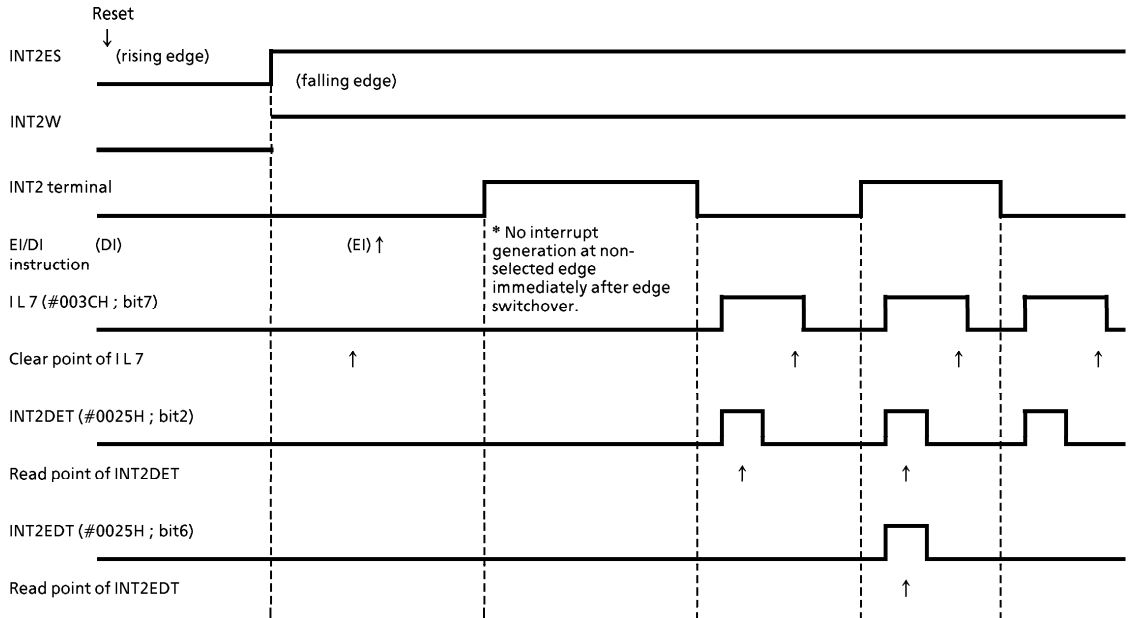 Reset
↓
INT2ES (rising edge)
(falling edge)
INT2W
INT2 terminal
EI/DI (DI) (EI) ↑
instruction
* No interrupt
generation at non-
selected edge
immediately after edge
switchover.
I L 7 (#003CH ; bit7)
Clear point of I L 7 ↑ ↑ ↑ ↑
INT2DET (#0025H ; bit2)
Read point of INT2DET ↑ ↑
INT2EDT (#0025H ; bit6)
Read point of INT2EDT ↑